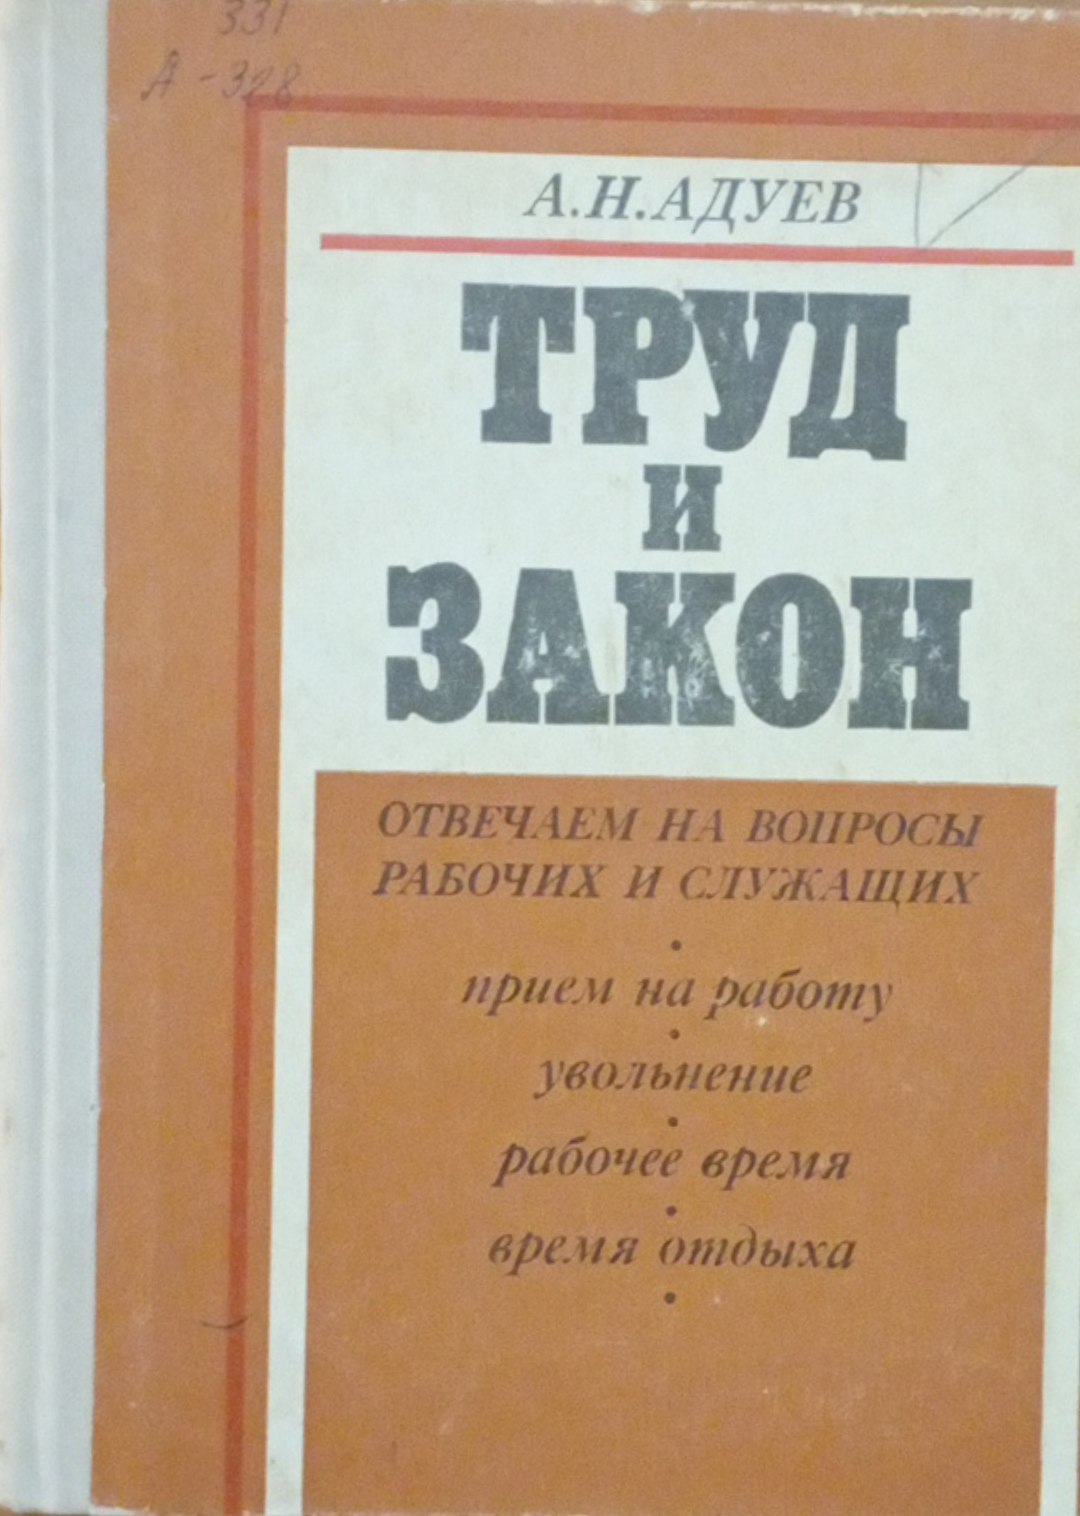 331
А-328
А.Н.АДУЕВ
ТРУД
И
ЗАКОН
ОТВЕЧАЕМ НА ВОПРОСЫ
РАБОЧИХ И СЛУЖАЩИХ
•
прием на работу
•
увольнение
•
рабочее время
•
время отдыха
•